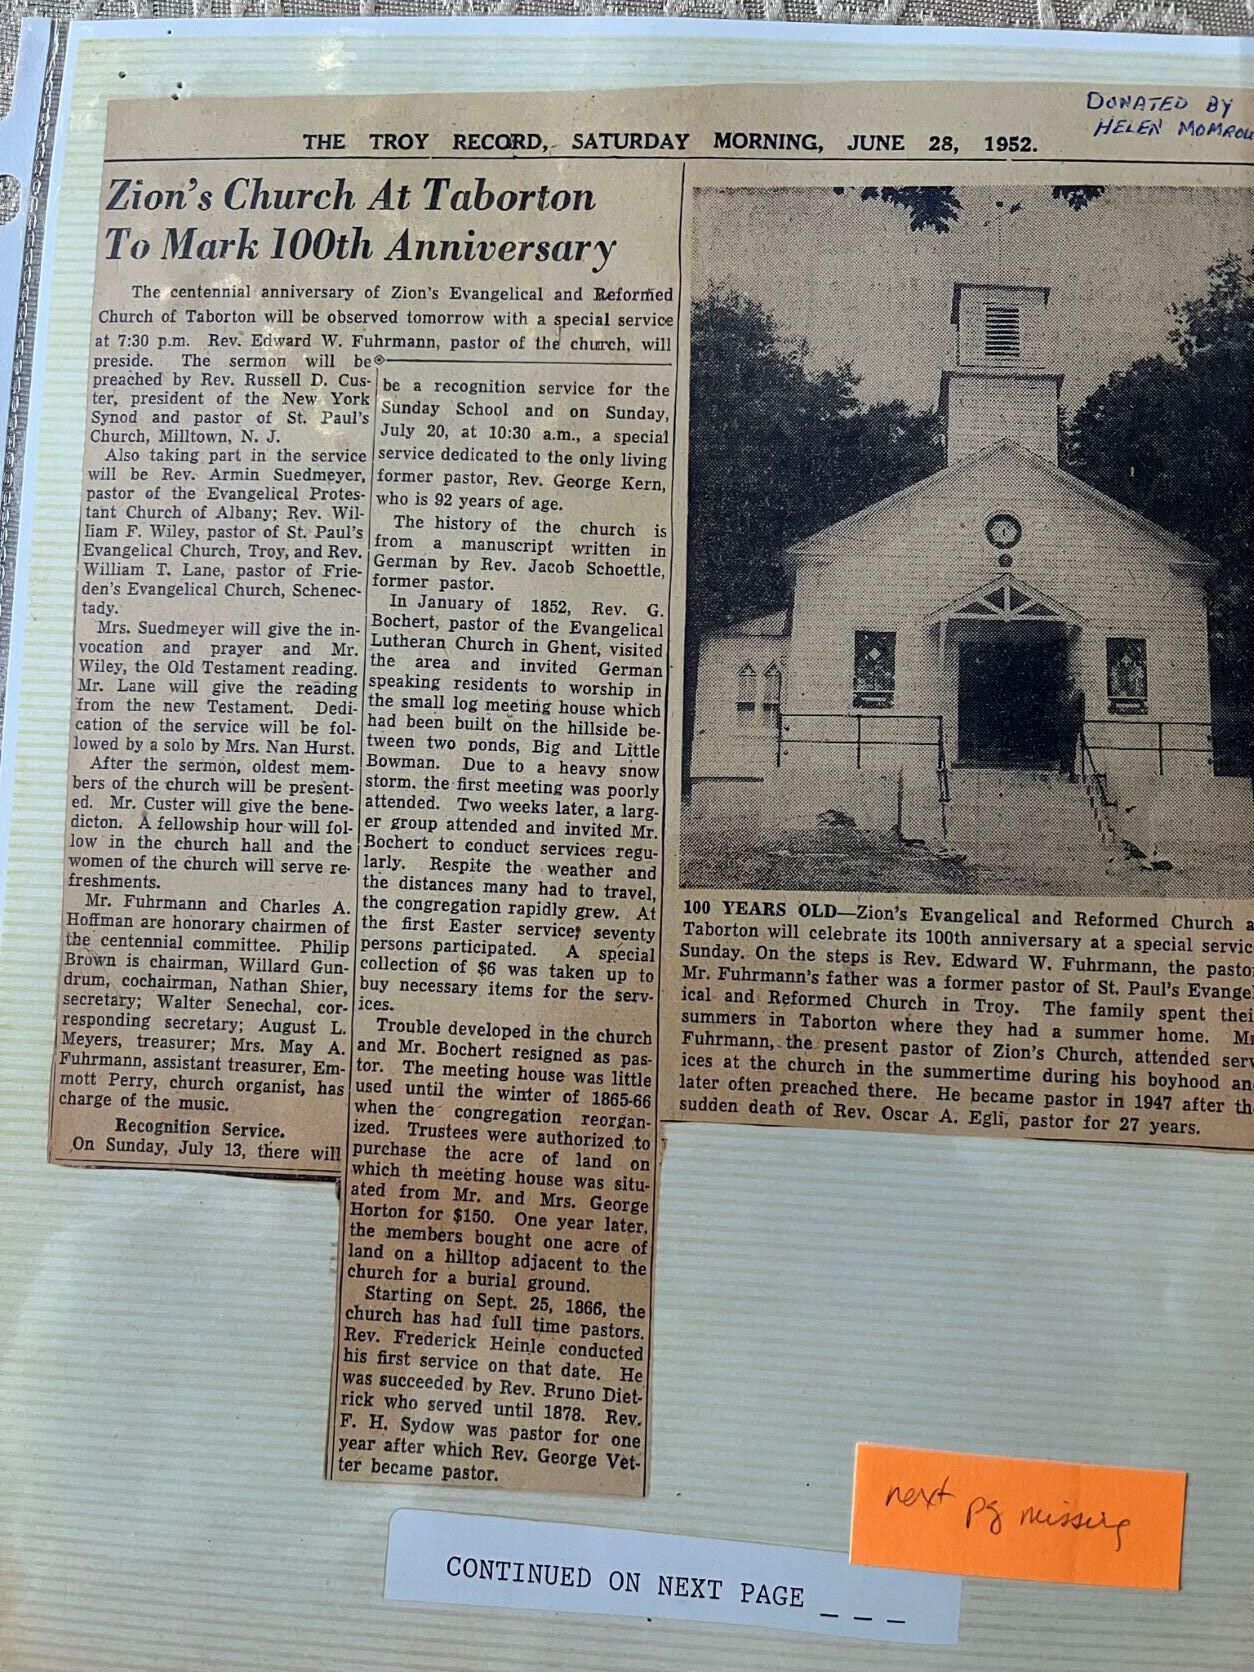 DONATED BY
HELEN
THE TROY RECORD, SATURDAY MORNING, JUNE 28, 1952.
Zion's Church At Taborton
To Mark 100th Anniversary
The centennial anniversary of Zion's Evangelical and Reformed
Church of Taborton will be observed tomorrow with a special service
at 7:30 p.m. Rev. Edward W. Fuhrmann, pastor of the church, will
preside. The sermon will be
preached by Rev. Russell D. Cus-
ter, president of the New York
Synod and pastor of St. Paul's
Church, Milltown, N. J.
Also taking part in the service
will be Rev. Armin Suedmeyer,
pastor of the Evangelical Protes-
tant Church of Albany; Rev. Wil-
liam F. Wiley, pastor of St. Paul's
Evangelical Church, Troy, and Rev.
William T. Lane, pastor of Frie-
den's Evangelical Church, Schenec-
tady.
Mrs. Suedmeyer will give the in-
vocation and prayer and Mr.
Wiley, the Old Testament reading.
Mr. Lane will give the reading
from the new Testament. Dedi-
cation of the service will be fol-
lowed by a solo by Mrs. Nan Hurst.
After the sermon, oldest mem-
bers of the church will be present-
ed. Mr. Custer will give the bene-
dicton. A fellowship hour will fol-
low in the church hall and the
women of the church will serve re-
freshments.
Mr. Fuhrmann and Charles A.
Hoffman are honorary chairmen of
the centennial committee. Philip
Brown is chairman, Willard Gun-
drum, cochairman, Nathan Shier,
secretary; Walter Senechal, cor-
responding secretary; August L.
Meyers, treasurer; Mrs. May A.
Fuhrmann, assistant treasurer, Em-
mott Perry, church organist, has
charge of the music.
Recognition Service.
On Sunday, July 13, there will
be a recognition service for the
Sunday School and on Sunday,
July 20, at 10:30 a.m., a special
service dedicated to the only living
former pastor, Rev. George Kern,
who is 92 years of age.
The history of the church is
from a manuscript written in
German by Rev. Jacob Schoettle,
former pastor.
In January of 1852, Rev. G.
Bochert, pastor of the Evangelical
Lutheran Church in Ghent, visited
the area and invited German
speaking residents to worship in
the small log meeting house which
had been built on the hillside be-
tween two ponds, Big and Little
Bowman. Due to a heavy snow
storm, the first meeting was poorly
attended. Two weeks later, a larg-
er group attended and invited Mr.
Bochert to conduct services regu-
larly. Respite the weather and
the distances many had to travel,
the congregation rapidly grew. At
the first Easter service, seventy
persons participated. A special
collection of $6 was taken up to
buy necessary items for the serv-
ices.
Trouble developed in the church
and Mr. Bochert resigned as pas-
tor. The meeting house was little
used until the winter of 1865-66
when the congregation reorgan-
ized. Trustees were authorized to
purchase the acre of land on
which th meeting house was situ-
ated from Mr. and Mrs. George
Horton for $150. One year later,
the members bought one acre of
land on a hilltop adjacent to the
church for a burial ground.
Starting on Sept. 25, 1866, the
church has had full time pastors.
Rev. Frederick Heinle conducted
his first service on that date. He
was succeeded by Rev. Bruno Diet-
rick who served until 1878. Rev.
F. H. Sydow was pastor for one
year after which Rev. George Vet-
ter became pastor.
100 YEARS OLD—Zion's Evangelical and Reformed Church a
Taborton will celebrate its 100th anniversary at a special servic
Sunday. On the steps is Rev. Edward W. Fuhrmann, the pasto
Mr. Fuhrmann's father was a former pastor of St. Paul's Evange
ical and Reformed Church in Troy. The family spent thei
summers in Taborton where they had a summer home. M
Fuhrmann, the present pastor of Zion's Church, attended serv
ices at the church in the summertime during his boyhood an
later often preached there. He became pastor in 1947 after th
sudden death of Rev. Oscar A. Egli, pastor for 27 years.
next pg missing
CONTINUED ON NEXT PAGE _ _ _